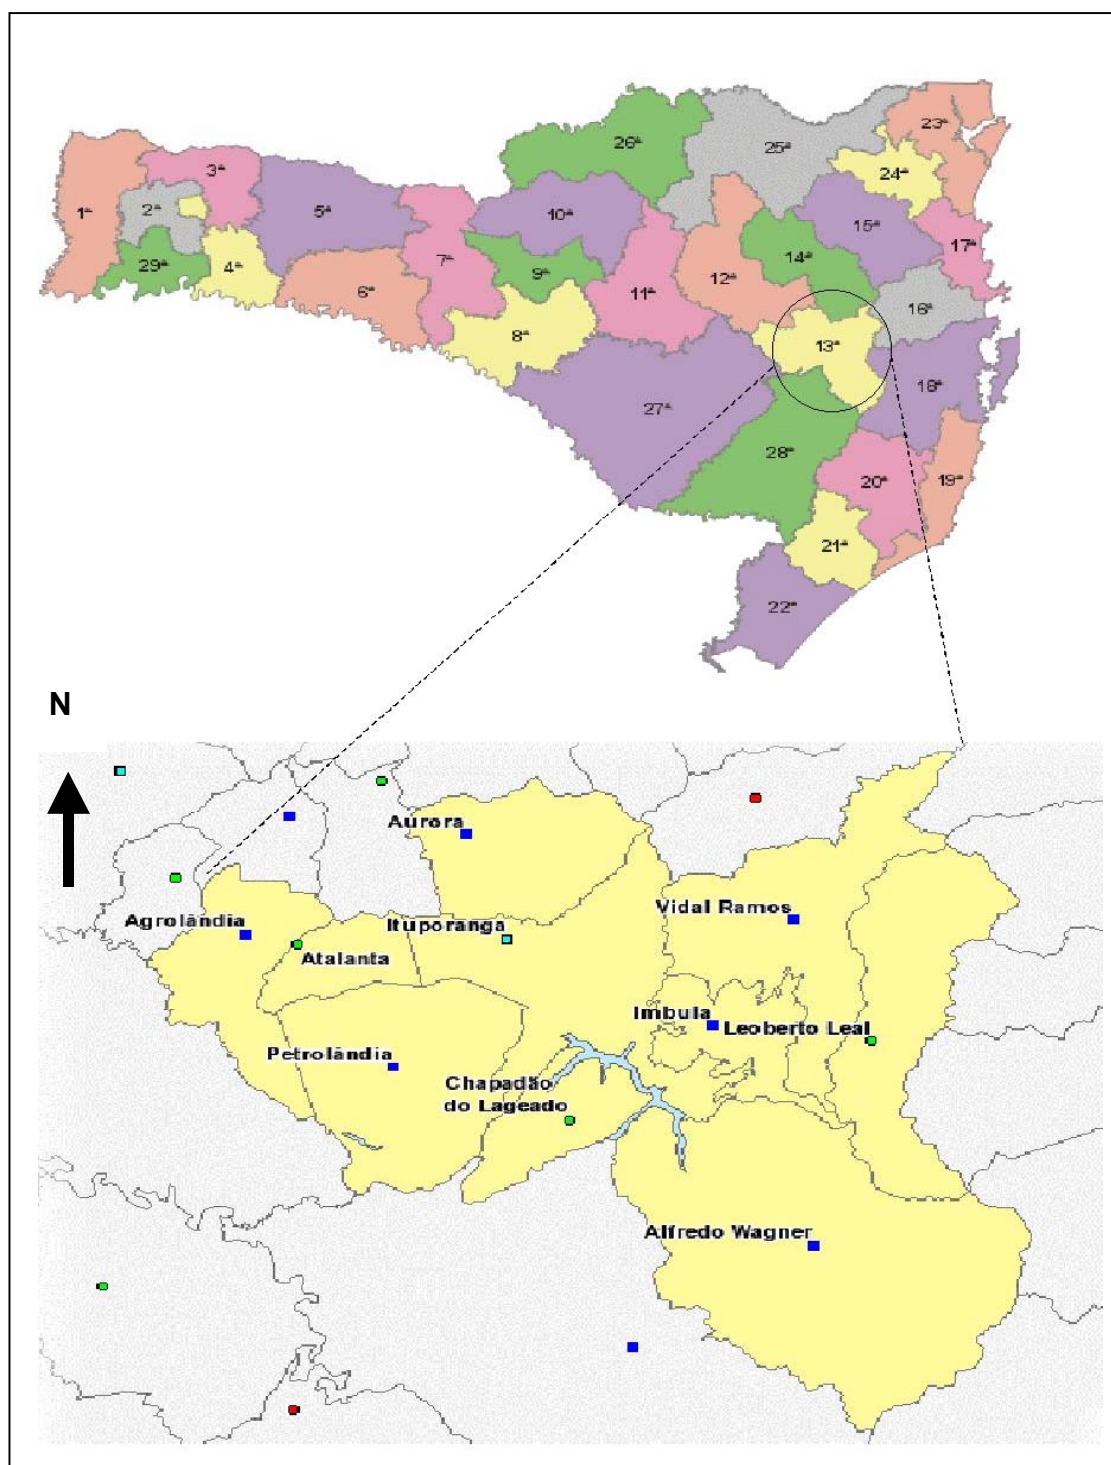 26ª
25ª
23ª
3ª
24ª
1ª
2ª
5ª
10ª
15ª
17ª
29ª
4ª
7ª
9ª
14ª
12ª
6ª
11ª
16ª
8ª
13ª
18ª
27ª
28ª
20ª
19ª
21ª
22ª
N
Aurora
Agrolândia
Ituporanga
Vidal Ramos
Atalanta
Imbuia
Leoberto Leal
Petrolândia
Chapadão
do Lageado
Alfredo Wagner